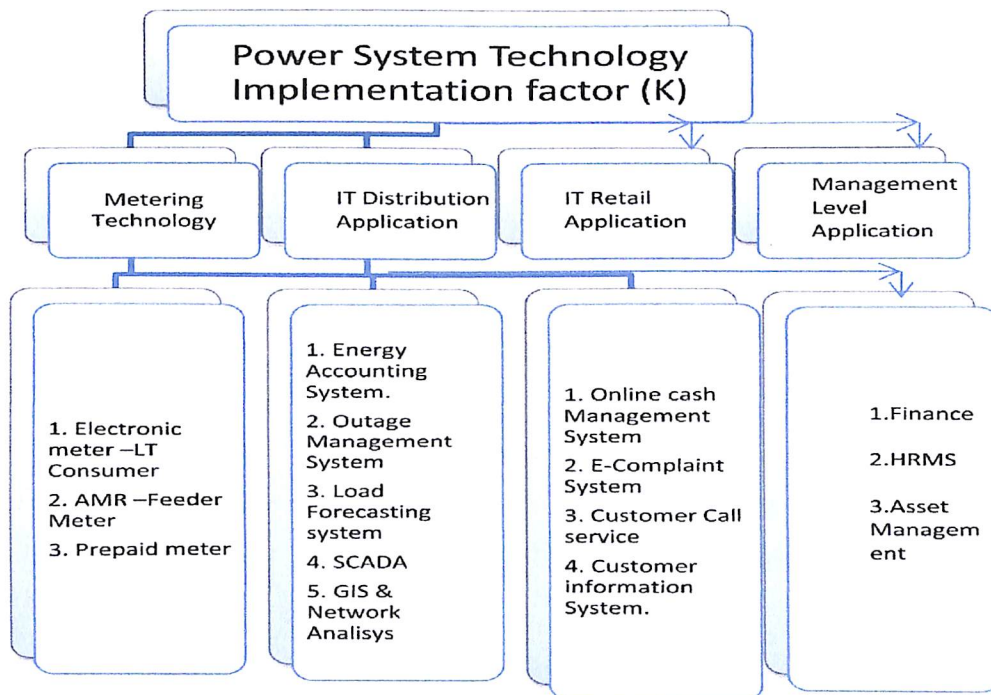 Power System Technology
Implementation factor (K)
Metering
Technology
IT Distribution
Application
IT Retail
Application
Management
Level
Application
1. Electronic
meter –LT
Consumer
2. AMR –Feeder
Meter
3. Prepaid meter
1. Energy
Accounting
System.
2. Outage
Management
System
3. Load
Forecasting
system
4. SCADA
5. GIS &
Network
Analisys
1. Online cash
Management
System
2. E-Complaint
System
3. Customer Call
service
4. Customer
information
System.
1.Finance
2.HRMS
3.Asset
Managem
ent